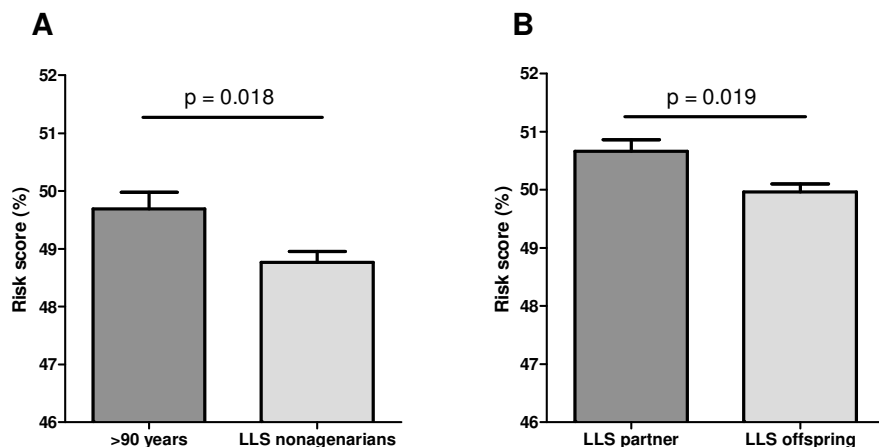 A
52
p = 0.018
51
50
49
48
47
46
Risk score (%)
>90 years
LLS nonagenarians
B
52
p = 0.019
51
50
49
48
47
46
Risk score (%)
LLS partner
LLS offspring